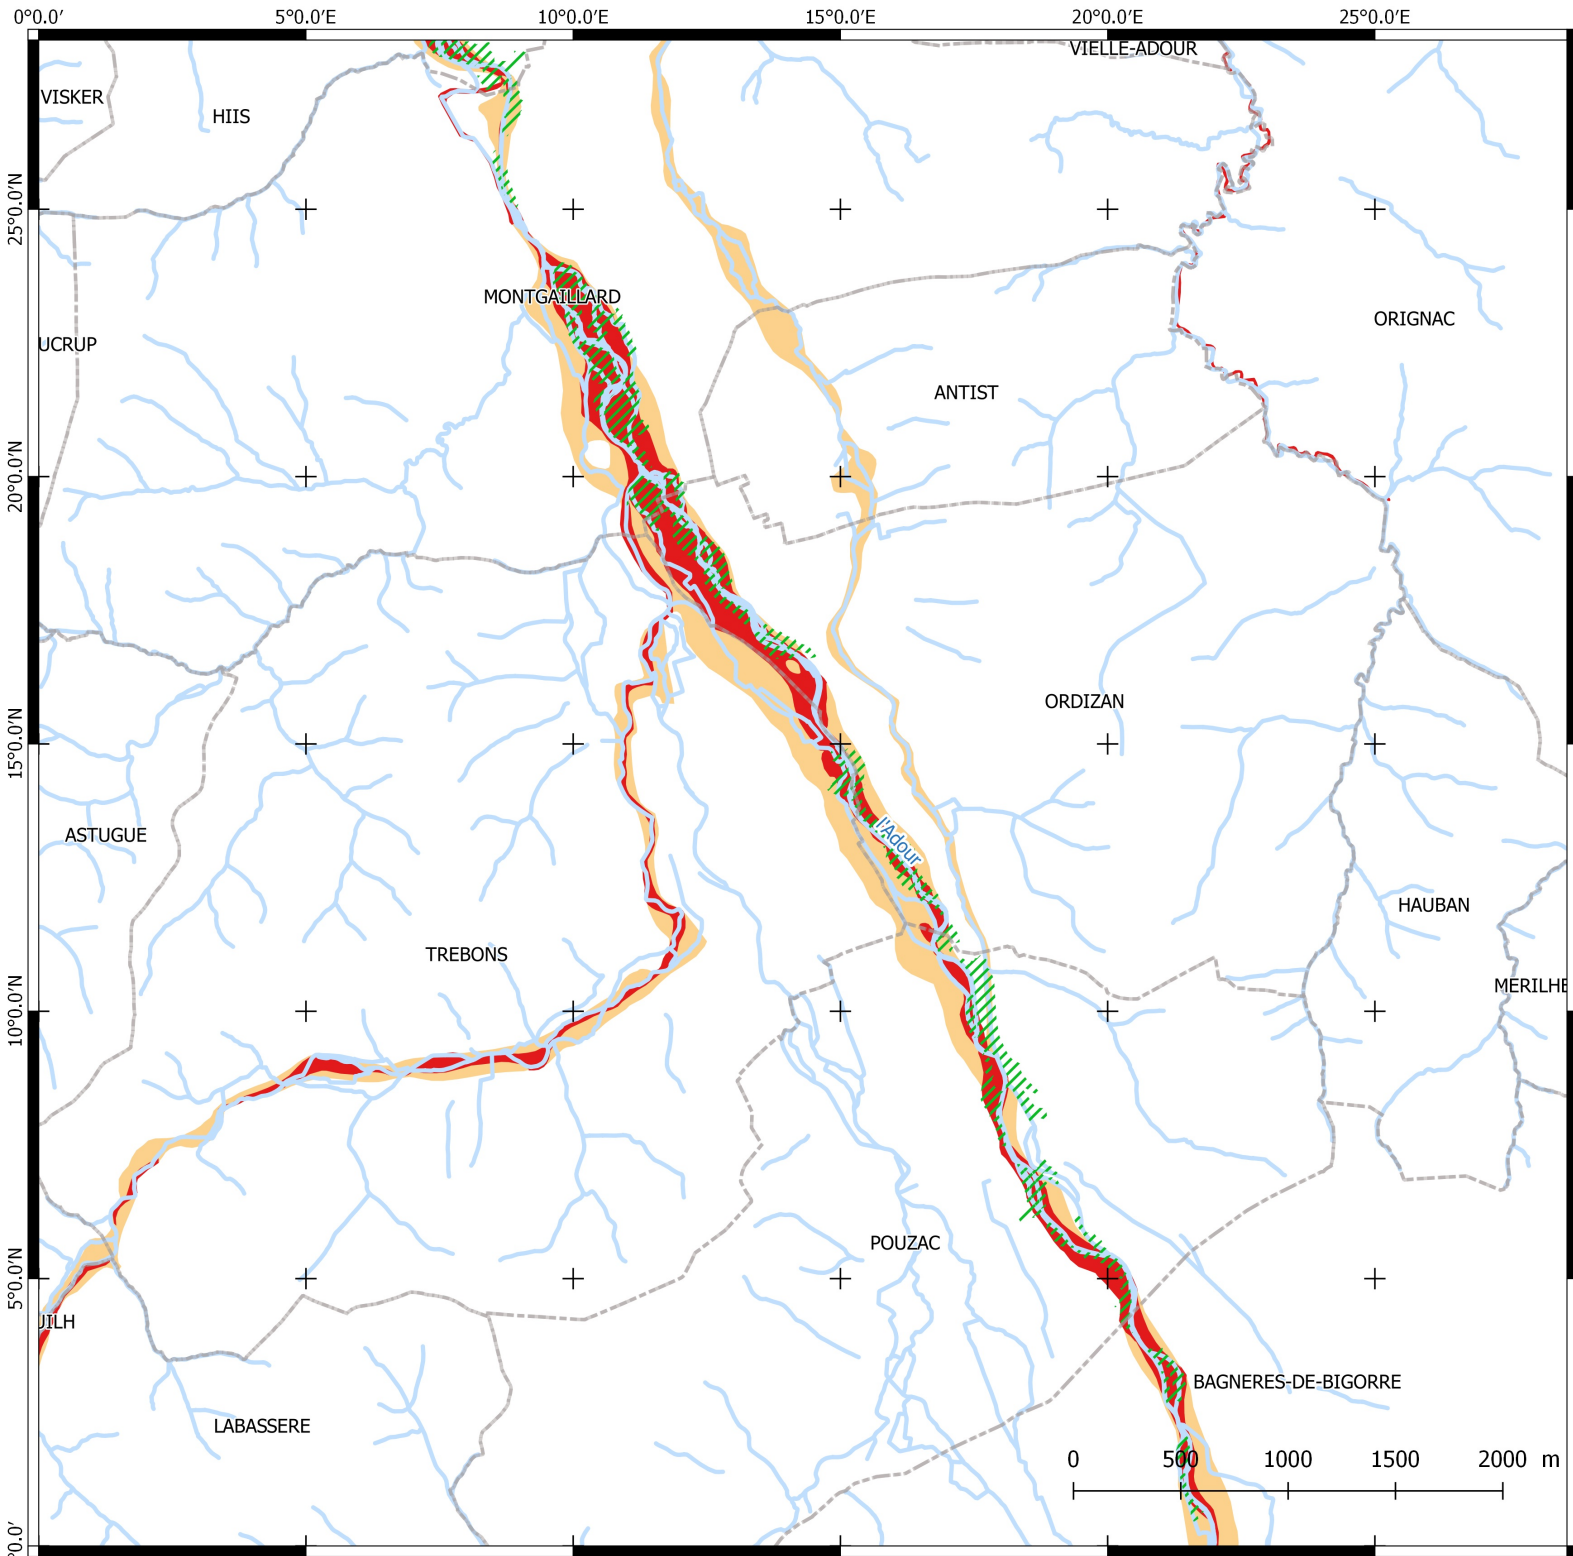 0°0.0′ 5°0.0′E 10°0.0′E 15°0.0′E 20°0.0′E 25°0.0′E
VIELLE-ADOUR
VISKER
HIIS
25°0.0′N
MONTGAILLARD
ORIGNAC
UCRUP
ANTIST
20°0.0′N
ORDIZAN
15°0.0′N
ASTUGUE
l'Adour
HAUBAN
TREBONS
MERILHE
10°0.0′N
POUZAC
5°0.0′N
JILH
BAGNERES-DE-BIGORRE
LABASSERE
0 500 1000 1500 2000 m
°0.0′